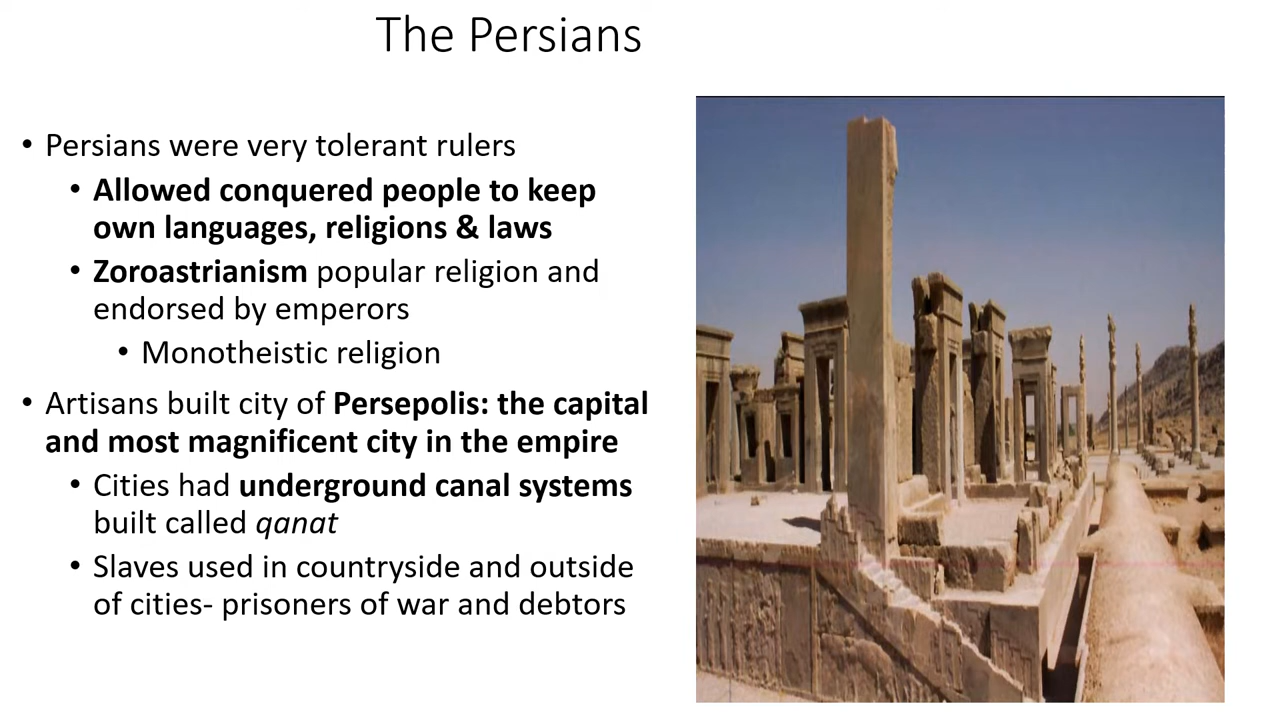 The Persians
• Persians were very tolerant rulers
• Allowed conquered people to keep
own languages, religions & laws
• Zoroastrianism popular religion and
endorsed by emperors
• Monotheistic religion
• Artisans built city of Persepolis: the capital
and most magnificent city in the empire
• Cities had underground canal systems
built called qanat
• Slaves used in countryside and outside
of cities- prisoners of war and debtors